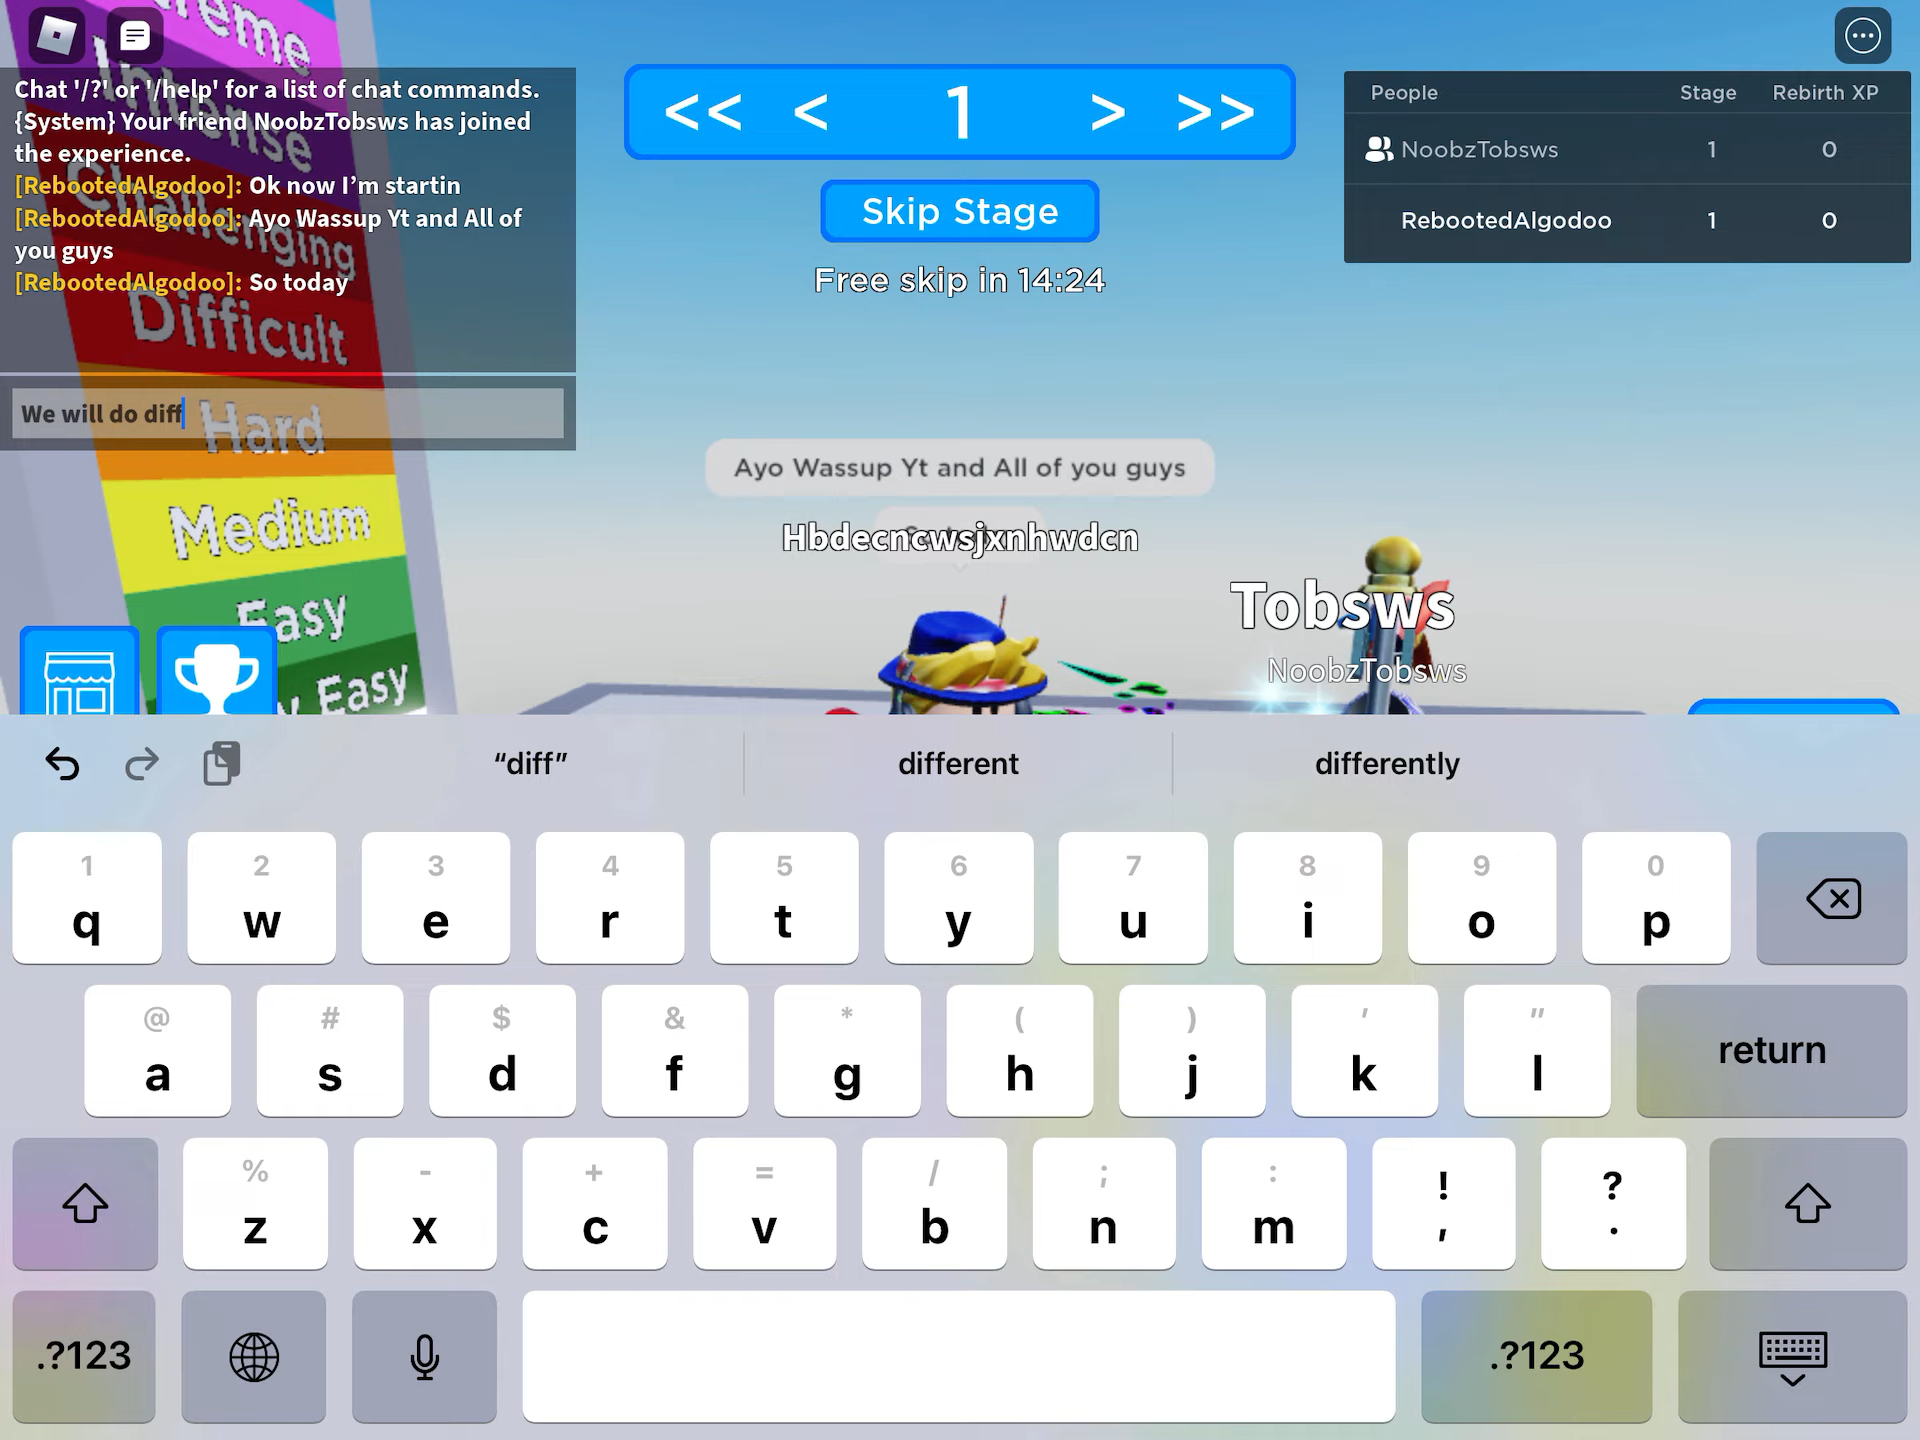 eme
Intense
Challenging
Difficult
Hard
Medium
Easy
y Easy
Chat '/?' or '/help' for a list of chat commands.
{System} Your friend NoobzTobsws has joined
the experience.
[RebootedAlgodoo]: Ok now I’m startin
[RebootedAlgodoo]: Ayo Wassup Yt and All of
you guys
[RebootedAlgodoo]: So today
We will do diff
<< < 1 > >>
Skip Stage
Free skip in 14:24
People Stage Rebirth XP
NoobzTobsws 1 0
RebootedAlgodoo 1 0
Ayo Wassup Yt and All of you guys
Hbdecncwsjxnhwdcn
Tobsws
NoobzTobsws
“diff” different differently
1 2 3 4 5 6 7 8 9 0
q w e r t y u i o p
@ # $ & * ( ) ' "
a s d f g h j k l return
% - + = / ; : ! ?
z x c v b n m , .
.?123 .?123